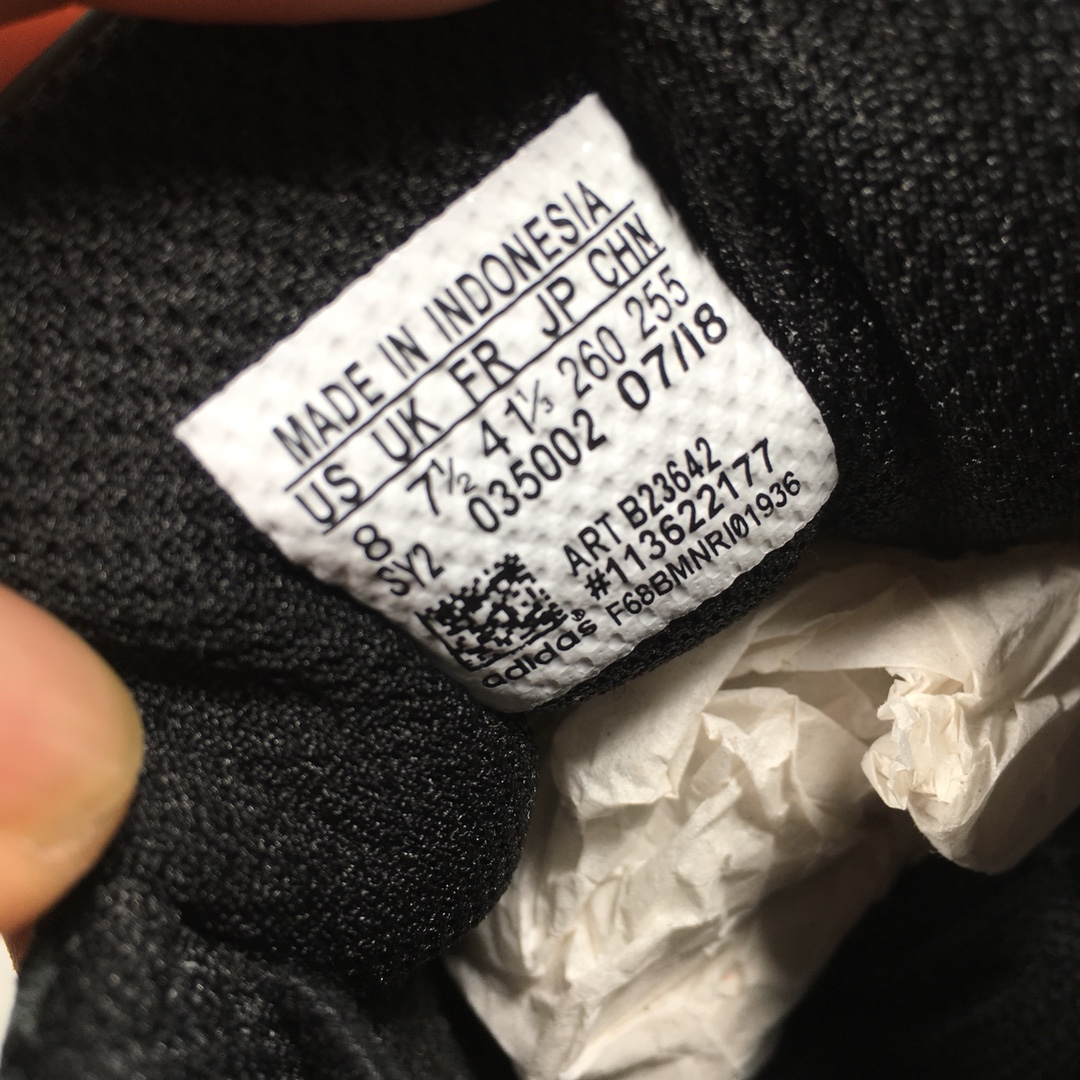 MADE IN INDONESIA
US UK FR JP CHN
8 7½ 41⅓ 260 255
SY2 035002 07/18
ART B23642
#113622177
adidas® F68BMNRI01936